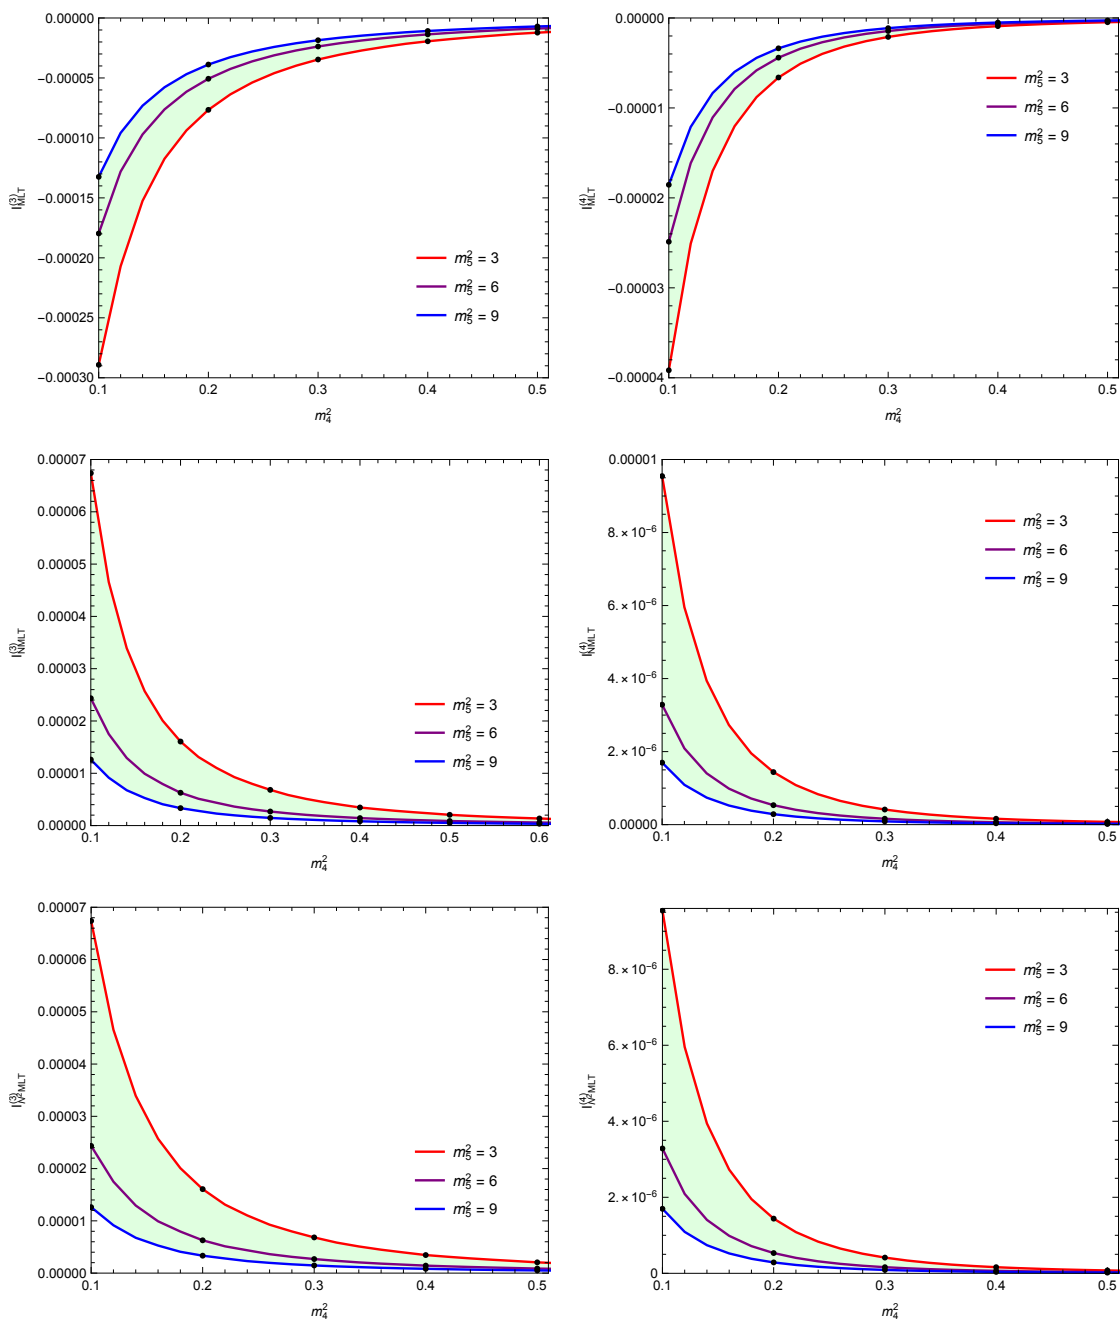 0.00000
−0.00005
−0.00010
−0.00015
−0.00020
−0.00025
−0.00030
0.1 0.2 0.3 0.4 0.5
I_MLT^(3)
m_4^2
m_5^2 = 3
m_5^2 = 6
m_5^2 = 9
0.00000
−0.00001
−0.00002
−0.00003
−0.00004
0.1 0.2 0.3 0.4 0.5
I_MLT^(4)
m_4^2
m_5^2 = 3
m_5^2 = 6
m_5^2 = 9
0.00007
0.00006
0.00005
0.00004
0.00003
0.00002
0.00001
0.00000
0.1 0.2 0.3 0.4 0.5 0.6
I_NMLT^(3)
m_4^2
m_5^2 = 3
m_5^2 = 6
m_5^2 = 9
0.00001
8.×10^-6
6.×10^-6
4.×10^-6
2.×10^-6
0.00000
0.1 0.2 0.3 0.4 0.5
I_NMLT^(4)
m_4^2
m_5^2 = 3
m_5^2 = 6
m_5^2 = 9
0.00007
0.00006
0.00005
0.00004
0.00003
0.00002
0.00001
0.00000
0.1 0.2 0.3 0.4 0.5
I_N^2MLT^(3)
m_4^2
m_5^2 = 3
m_5^2 = 6
m_5^2 = 9
8.×10^-6
6.×10^-6
4.×10^-6
2.×10^-6
0
0.1 0.2 0.3 0.4 0.5
I_N^2MLT^(4)
m_4^2
m_5^2 = 3
m_5^2 = 6
m_5^2 = 9